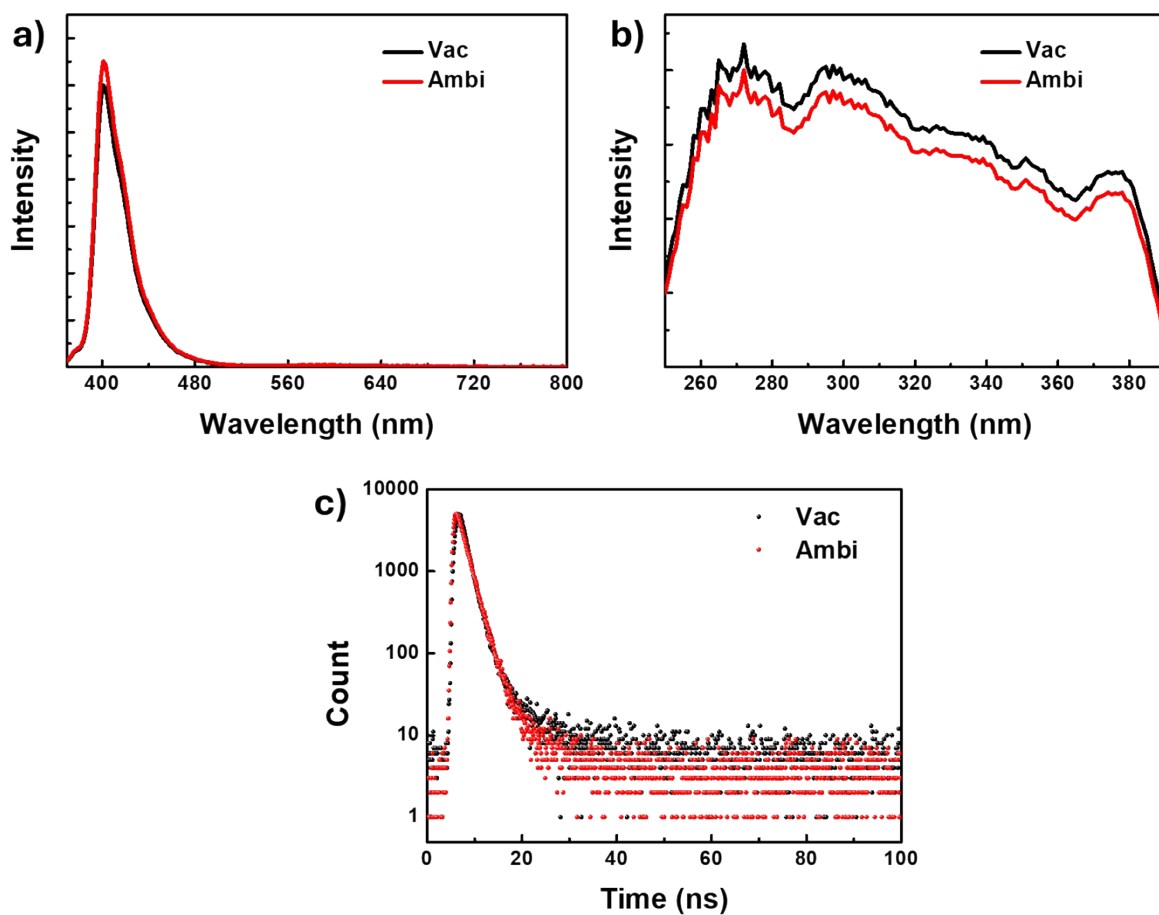 a)
Vac
Ambi
Intensity
400 480 560 640 720 800
Wavelength (nm)
b)
Vac
Ambi
Intensity
260 280 300 320 340 360 380
Wavelength (nm)
c)
Vac
Ambi
Count
10000
1000
100
10
1
0 20 40 60 80 100
Time (ns)